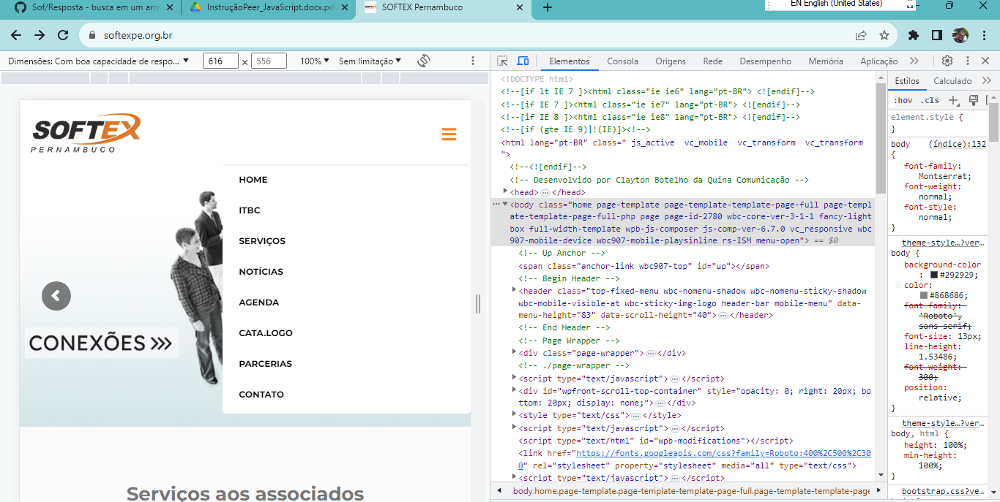 Sof/Resposta - busca em um arra
InstruçãoPeer_JavaScript.docx.pd
SOFTEX Pernambuco
EN English (United States)
softexpe.org.br
Dimensões: Com boa capacidade de respo... 616 x 556 100% Sem limitação
Elementos Console Origens Rede Desempenho Memória Aplicação
SOFTEX
PERNAMBUCO
HOME
ITBC
SERVIÇOS
NOTÍCIAS
AGENDA
CATA.LOGO
PARCERIAS
CONTATO
CONEXÕES
Serviços aos associados
<!DOCTYPE html>
<!--[if lt IE 7 ]><html class="ie ie6" lang="pt-BR"> <![endif]-->
<!--[if IE 7 ]><html class="ie ie7" lang="pt-BR"> <![endif]-->
<!--[if IE 8 ]><html class="ie ie8" lang="pt-BR"> <![endif]-->
<!--[if (gte IE 9)|!(IE)]><!-->
<html lang="pt-BR" class=" js_active  vc_mobile  vc_transform  vc_transform
">
<!--<![endif]-->
<!-- Desenvolvido por Clayton Botelho da Quina Comunicação -->
<head>…</head>
<body class="home page-template page-template-template-page-full page-templ
ate-template-page-full-php page page-id-2780 wbc-core-ver-3-1-1 fancy-light
box full-width-template wpb-js-composer js-comp-ver-6.7.0 vc_responsive wbc
907-mobile-device wbc907-mobile-playsinline rs-ISM menu-open"> == $0
<!-- Up Anchor -->
<span class="anchor-link wbc907-top" id="up"></span>
<!-- Begin Header -->
<header class="top-fixed-menu wbc-nomenu-shadow wbc-nomenu-sticky-shadow
wbc-mobile-visible-at wbc-sticky-img-logo header-bar mobile-menu" data-
menu-height="83" data-scroll-height="40">…</header>
<!-- End Header -->
<!-- Page Wrapper -->
<div class="page-wrapper">…</div>
<!-- ./page-wrapper -->
<script type="text/javascript">…</script>
<div id="wpfront-scroll-top-container" style="opacity: 0; right: 20px; bo
ttom: 20px; display: none;">…</div>
<style type="text/css">…</style>
<script type="text/javascript">…</script>
<script type="text/html" id="wpb-modifications"></script>
<link href="https://fonts.googleapis.com/css?family=Roboto:400%2C500%2C30
0" rel="stylesheet" property="stylesheet" media="all" type="text/css">
<script type="text/javascript">…</script>
body.home.page-template.page-template-template-page-full.page-template-template-page
Estilos Calculado
:hov .cls
element.style {
}
body (índice):132
{
font-family:
Montserrat;
font-weight:
normal;
font-style:
normal;
}
theme-style…?ver…
body {
background-color
: #292929;
color:
#868686;
font-family:
'Roboto',
sans-serif;
font-size: 13px;
line-height:
1.53486;
font-weight:
300;
position:
relative;
}
theme-style…?ver…
body, html {
height: 100%;
min-height:
100%;
}
bootstrap.css?ve…